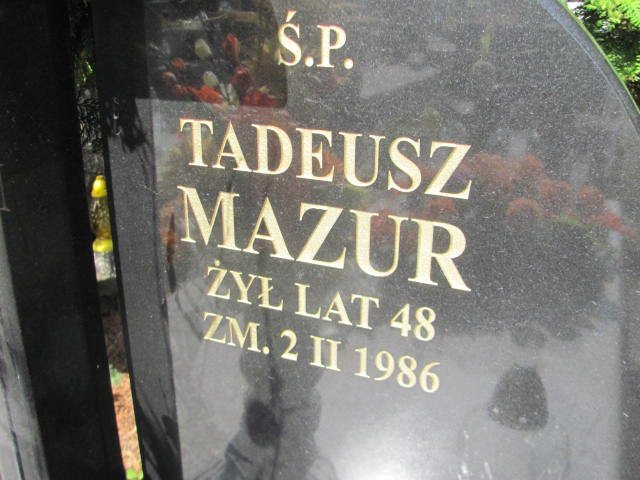 Ś.P.
TADEUSZ
MAZUR
ŻYŁ LAT 48
ZM. 2 II 1986